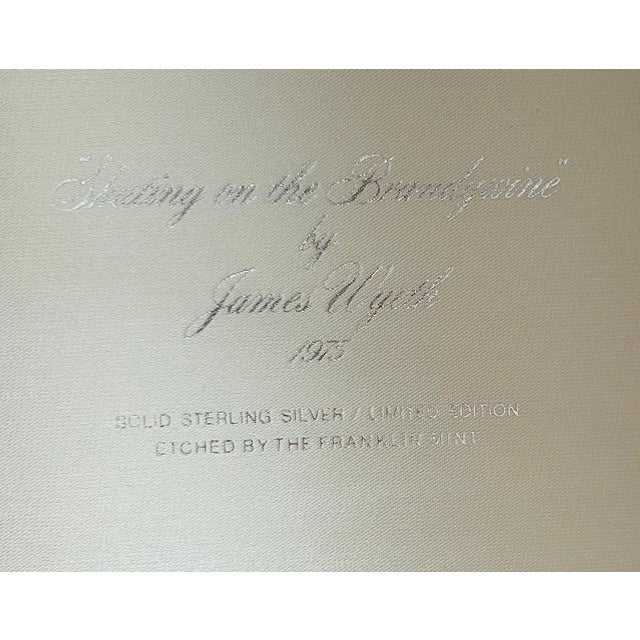 "Skating on the Brandywine"
by
James Wyeth
1975
SOLID STERLING SILVER / LIMITED EDITION
ETCHED BY THE FRANKLIN MINT